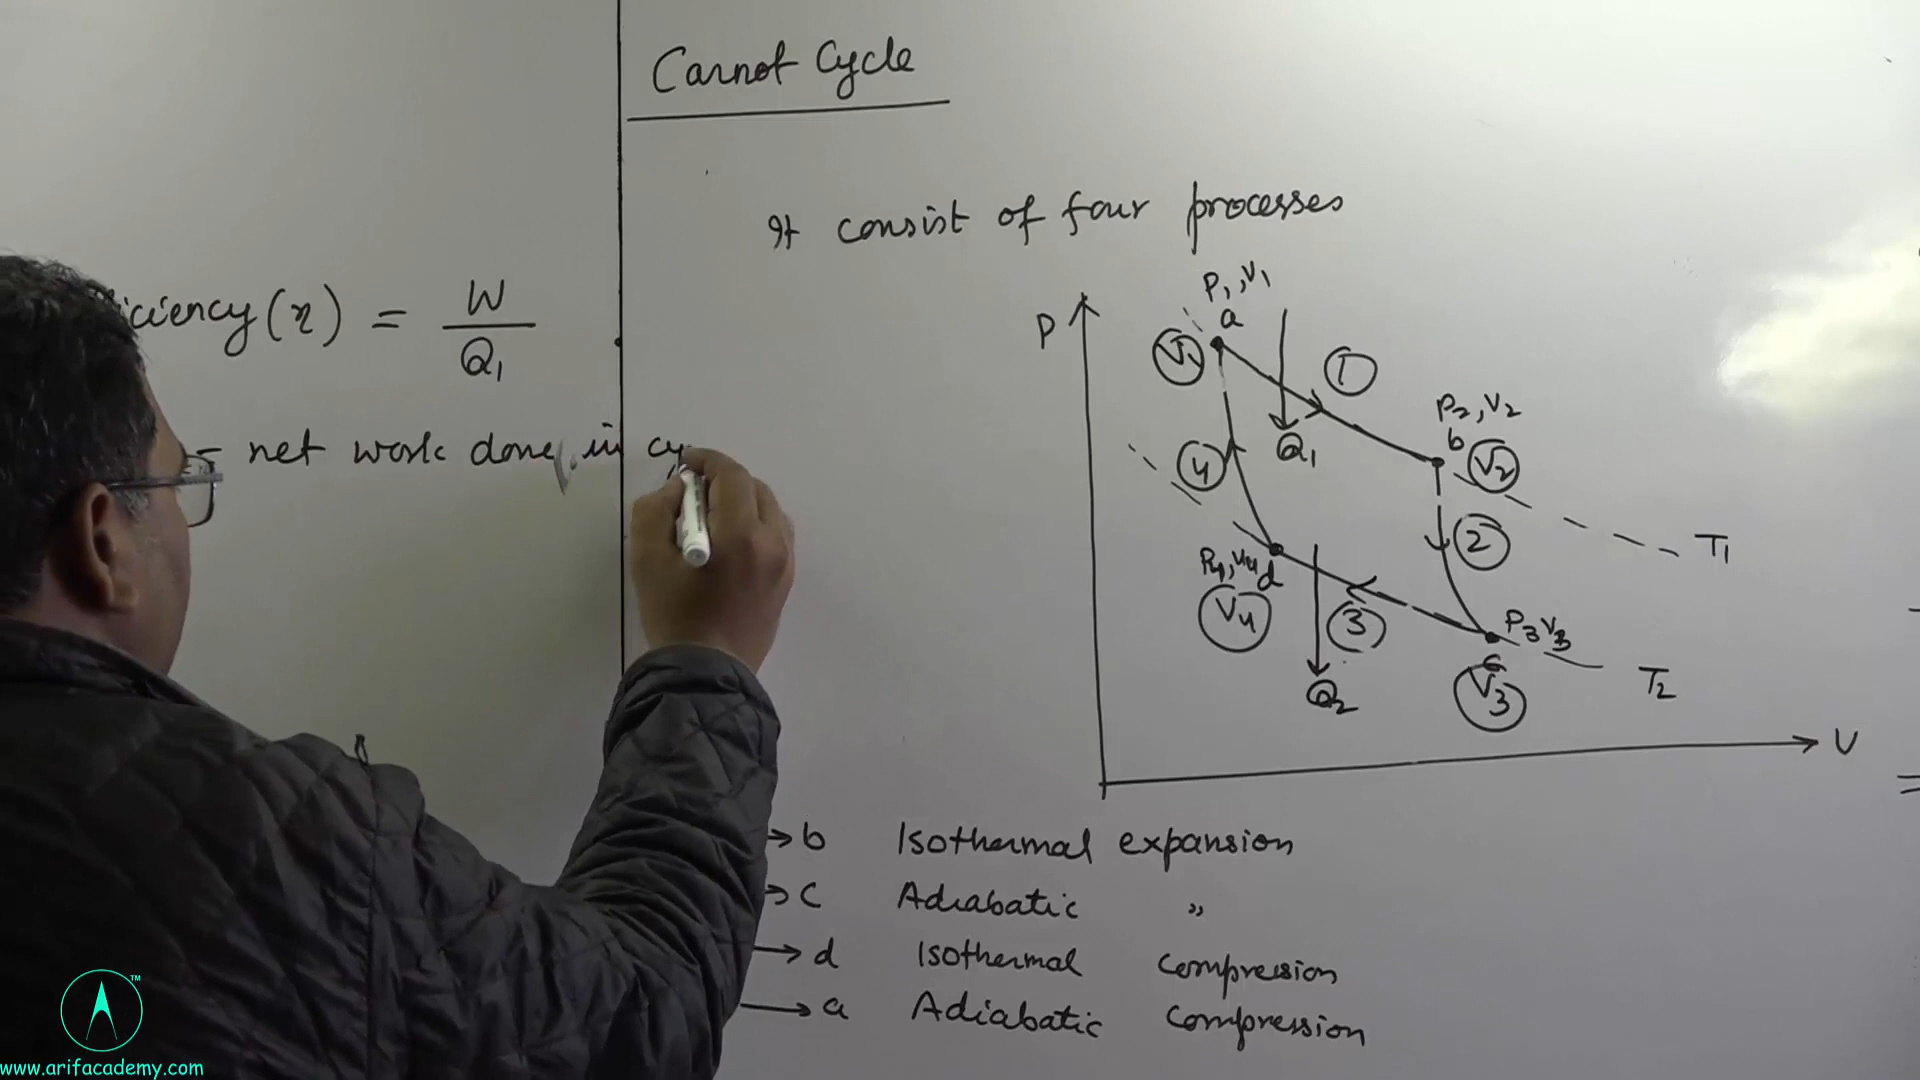 Carnot Cycle
It consist of four processes
iciency (η) = W / Q1
= net work done, in cy
P
P1, V1
a
V1
1
Q1
P2, V2
b
V2
4
2
T1
P4, V4
d
V4
3
P3 V3
c
V3
Q2
T2
V
→ b Isothermal expansion
→ c Adiabatic "
→ d Isothermal compression
→ a Adiabatic compression
TM
www.arifacademy.com